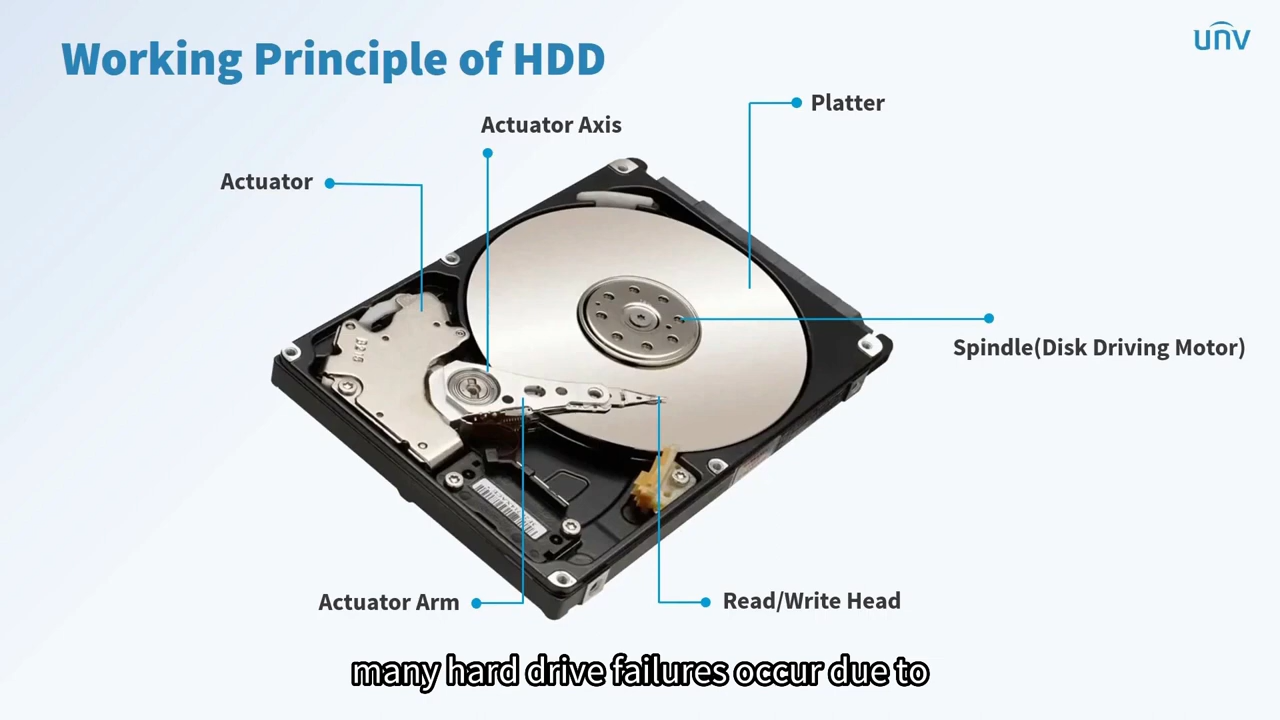 Working Principle of HDD
unv
Platter
Actuator Axis
Actuator
Spindle(Disk Driving Motor)
Actuator Arm
Read/Write Head
many hard drive failures occur due to